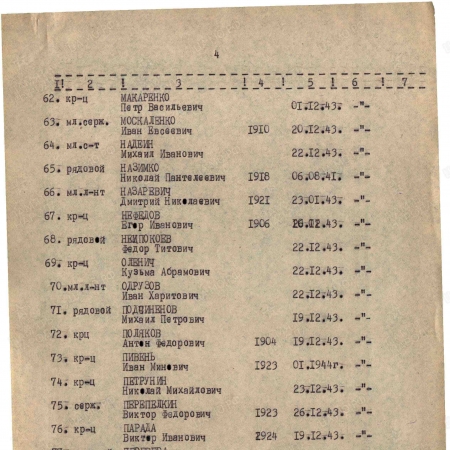 4
1! 2 ! 3 ! 4 ! 5 ! 6 ! 7
62. кр-ц МАКАРЕНКО
Петр Васильевич 01.12.43. -"-
63. мл.серж. МОСКАЛЕНКО
Иван Евсеевич 1910 20.12.43. -"-
64. мл.с-т НАДЕИН
Михаил Иванович 22.12.43. -"-
65. рядовой НАЗИМКО
Николай Пантелеевич 1918 06.08.41. -"-
66. мл.л-нт НАЗАРЕВИЧ
Дмитрий Николаевич 1921 23.01.43. -"-
67. кр-ц НЕФЕДОВ
Егор Иванович 1906 .12.43. -"-
68. рядовой НЕИПОКОЕВ
Федор Титович 22.12.43. -"-
69. кр-ц ОЛЕНИЧ
Кузьма Абрамович 22.12.43. -"-
70.мл.л-нт ОДРУЗОВ
Иван Харитович 22.12.43. -"-
71. рядовой ПОДЧИНЕНОВ
Михаил Петрович 19.12.43. -"-
72. крц ПОЛЯКОВ
Антон Федорович 1904 19.12.43. -"-
73. кр-ц ПИВЕНЬ
Иван Минович 1923 01.1944г. -"-
74. кр-ц ПЕТРУНИН
Николай Михайлович 23.12.43. -"-
75. серж. ПЕРЕПЕЛКИН
Виктор Федорович 1923 26.12.43. -"-
76. кр-ц ПАРАДА
Виктор Иванович 1924 19.12.43. -"-